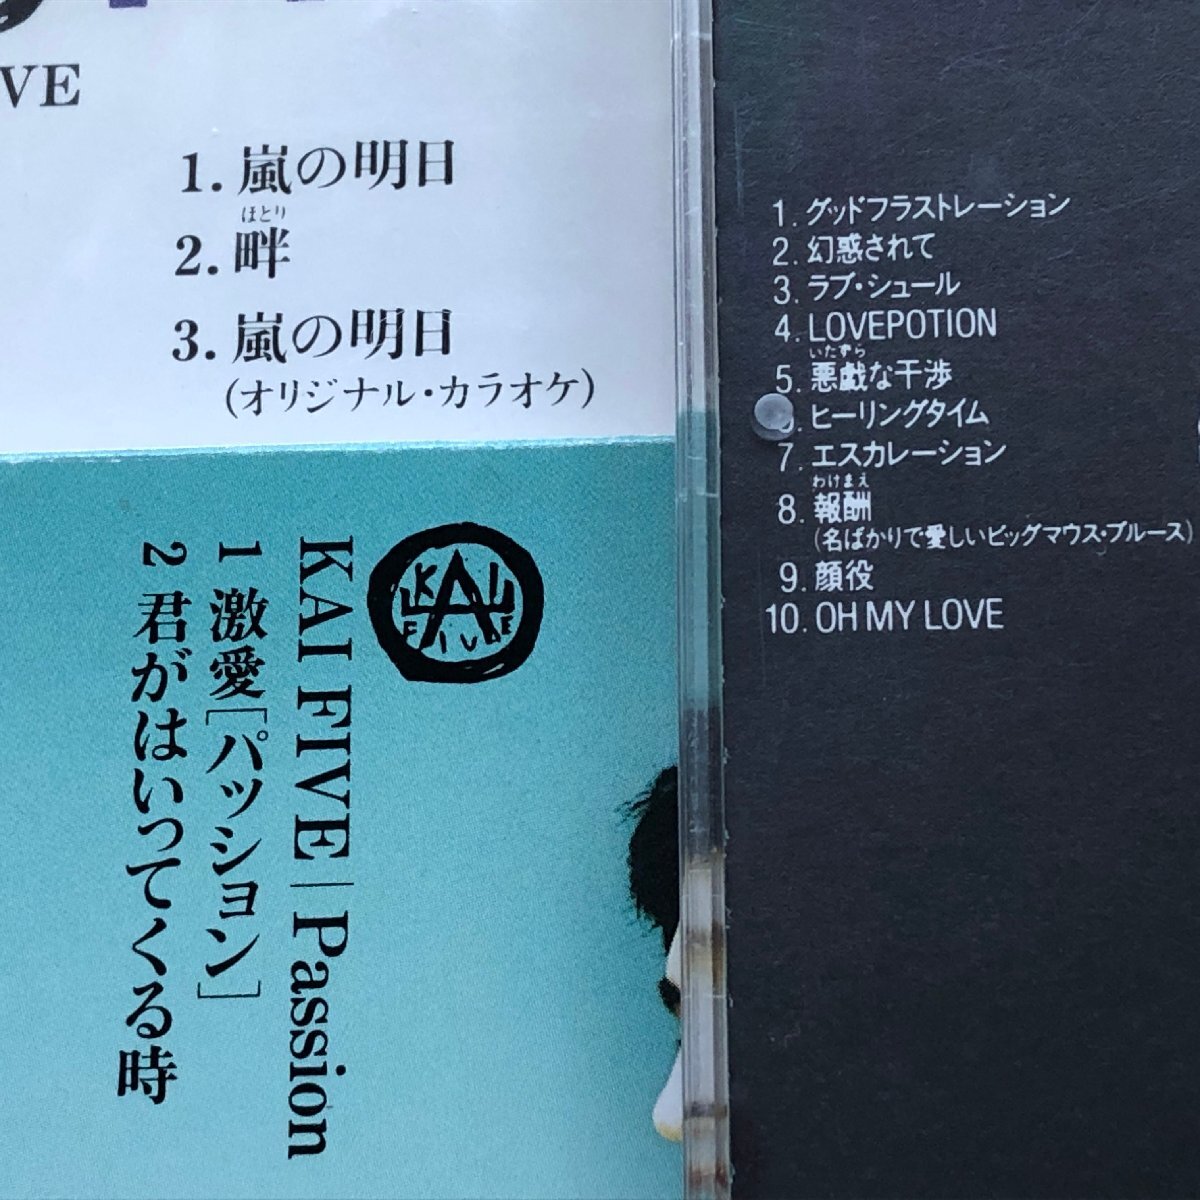 VE
1. 嵐の明日
ほとり
2. 畔
3. 嵐の明日
(オリジナル・カラオケ)
KAI FIVE
KAI FIVE | Passion
1 激愛[パッション]
2 君がはいってくる時
1. グッドフラストレーション
2. 幻惑されて
3. ラブ・シュール
4. LOVEPOTION
いたずら
5. 悪戯な干渉
6. ヒーリングタイム
7. エスカレーション
わけまえ
8. 報酬
(名ばかりで愛しいビッグマウス・ブルース)
9. 顔役
10. OH MY LOVE